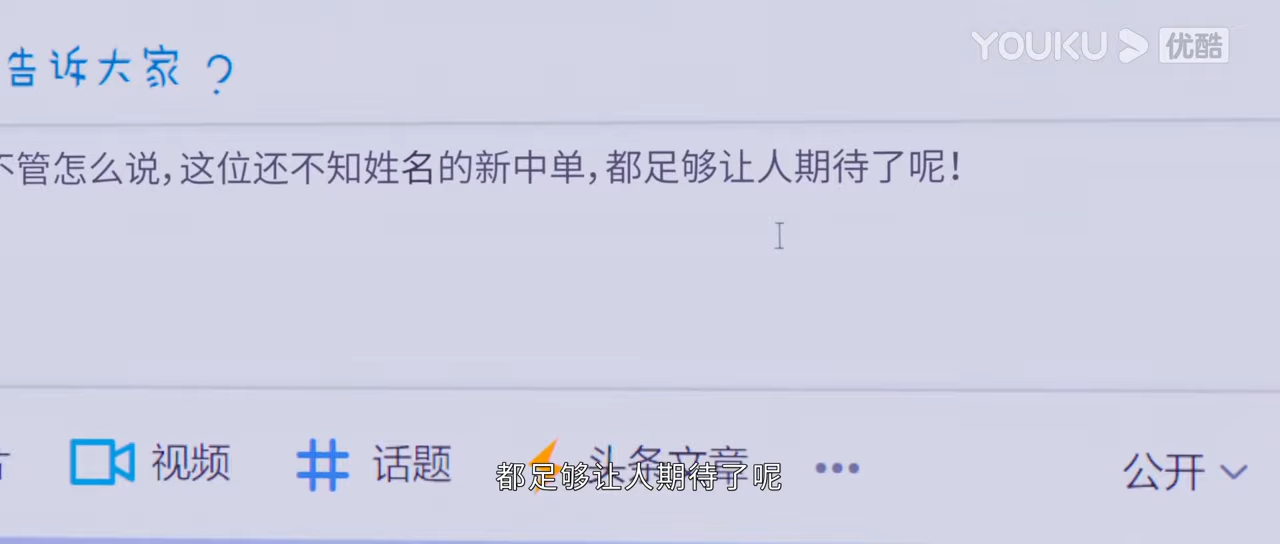 YOUKU 优酷
告诉大家？
不管怎么说，这位还不知姓名的新中单，都足够让人期待了呢！
视频 话题 头条文章 公开
都足够让人期待了呢